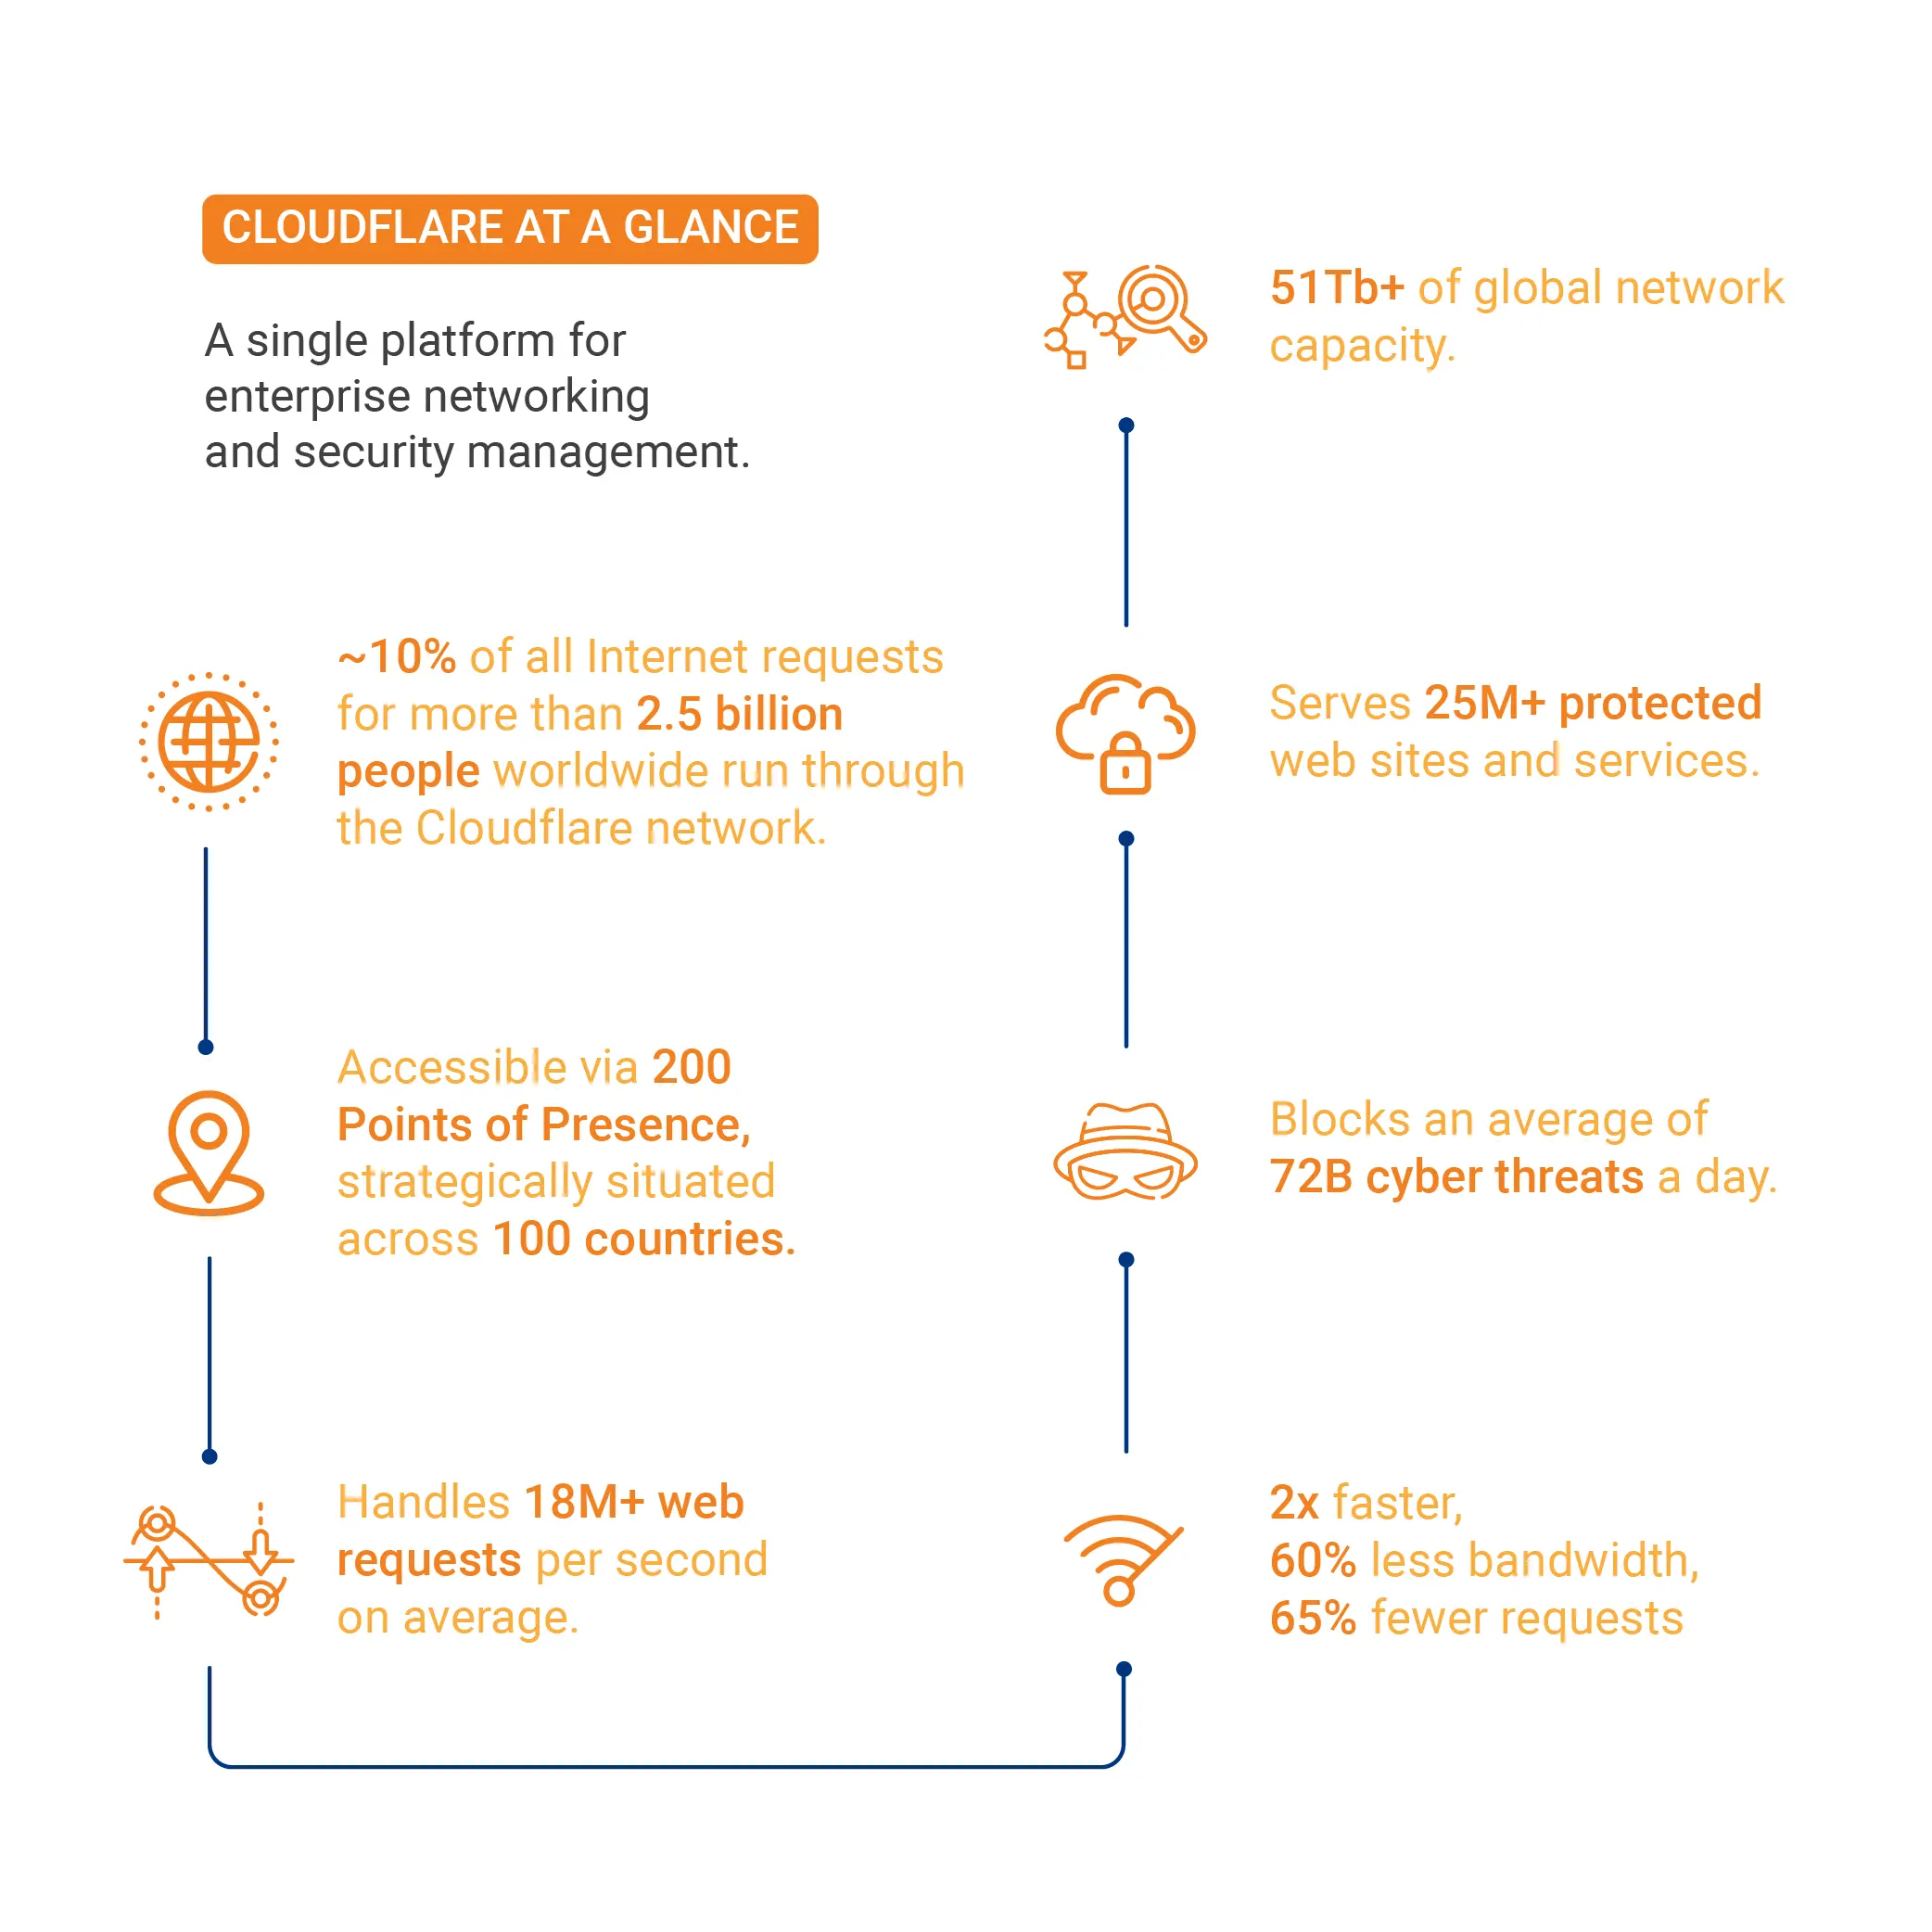 CLOUDFLARE AT A GLANCE
A single platform for
enterprise networking
and security management.
~10% of all Internet requests
for more than 2.5 billion
people worldwide run through
the Cloudflare network.
Accessible via 200
Points of Presence,
strategically situated
across 100 countries.
Handles 18M+ web
requests per second
on average.
2x faster,
60% less bandwidth,
65% fewer requests
Blocks an average of
72B cyber threats a day.
Serves 25M+ protected
web sites and services.
51Tb+ of global network
capacity.